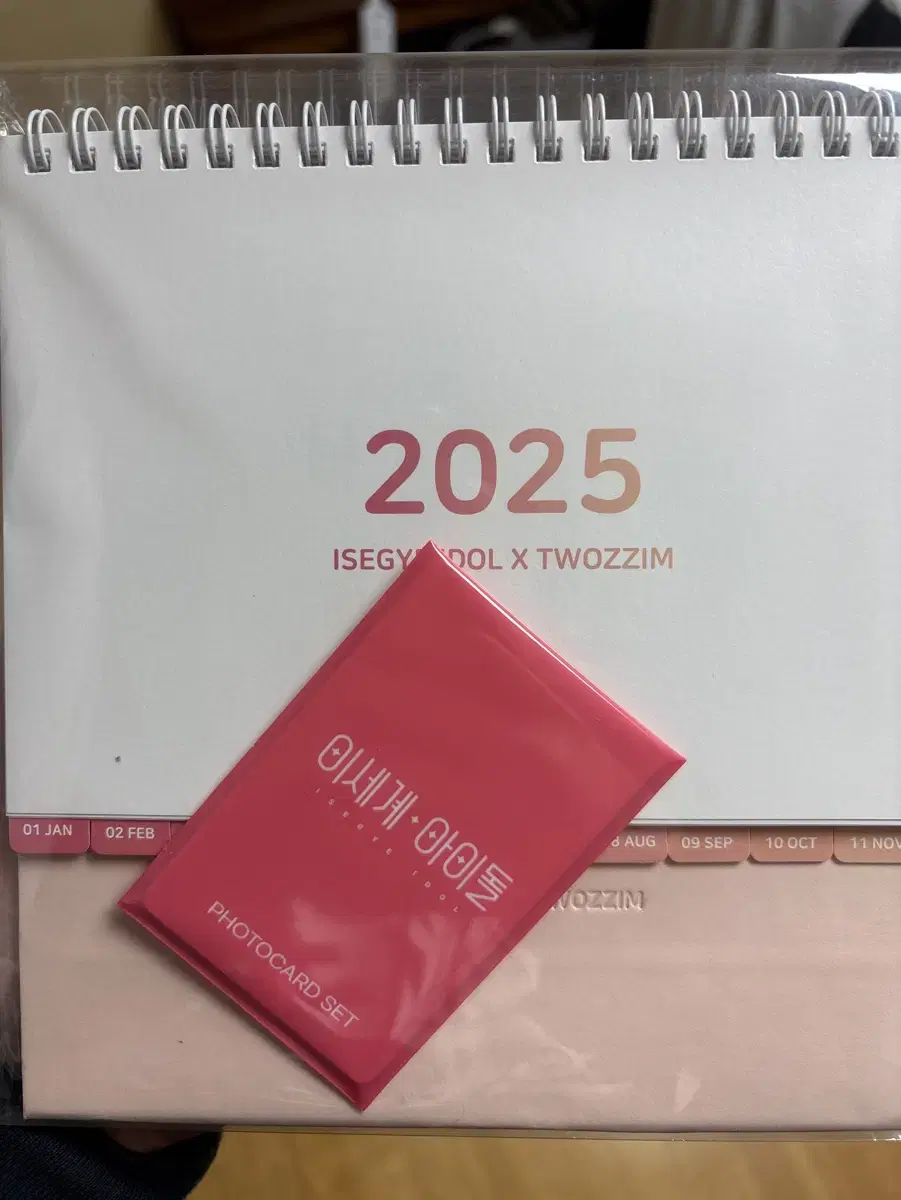 2025
ISEGYE IDOL X TWOZZIM
이세계아이돌
ISEGYE IDOL
PHOTOCARD SET
01 JAN
02 FEB
AUG
09 SEP
10 OCT
11 NOV
TWOZZIM